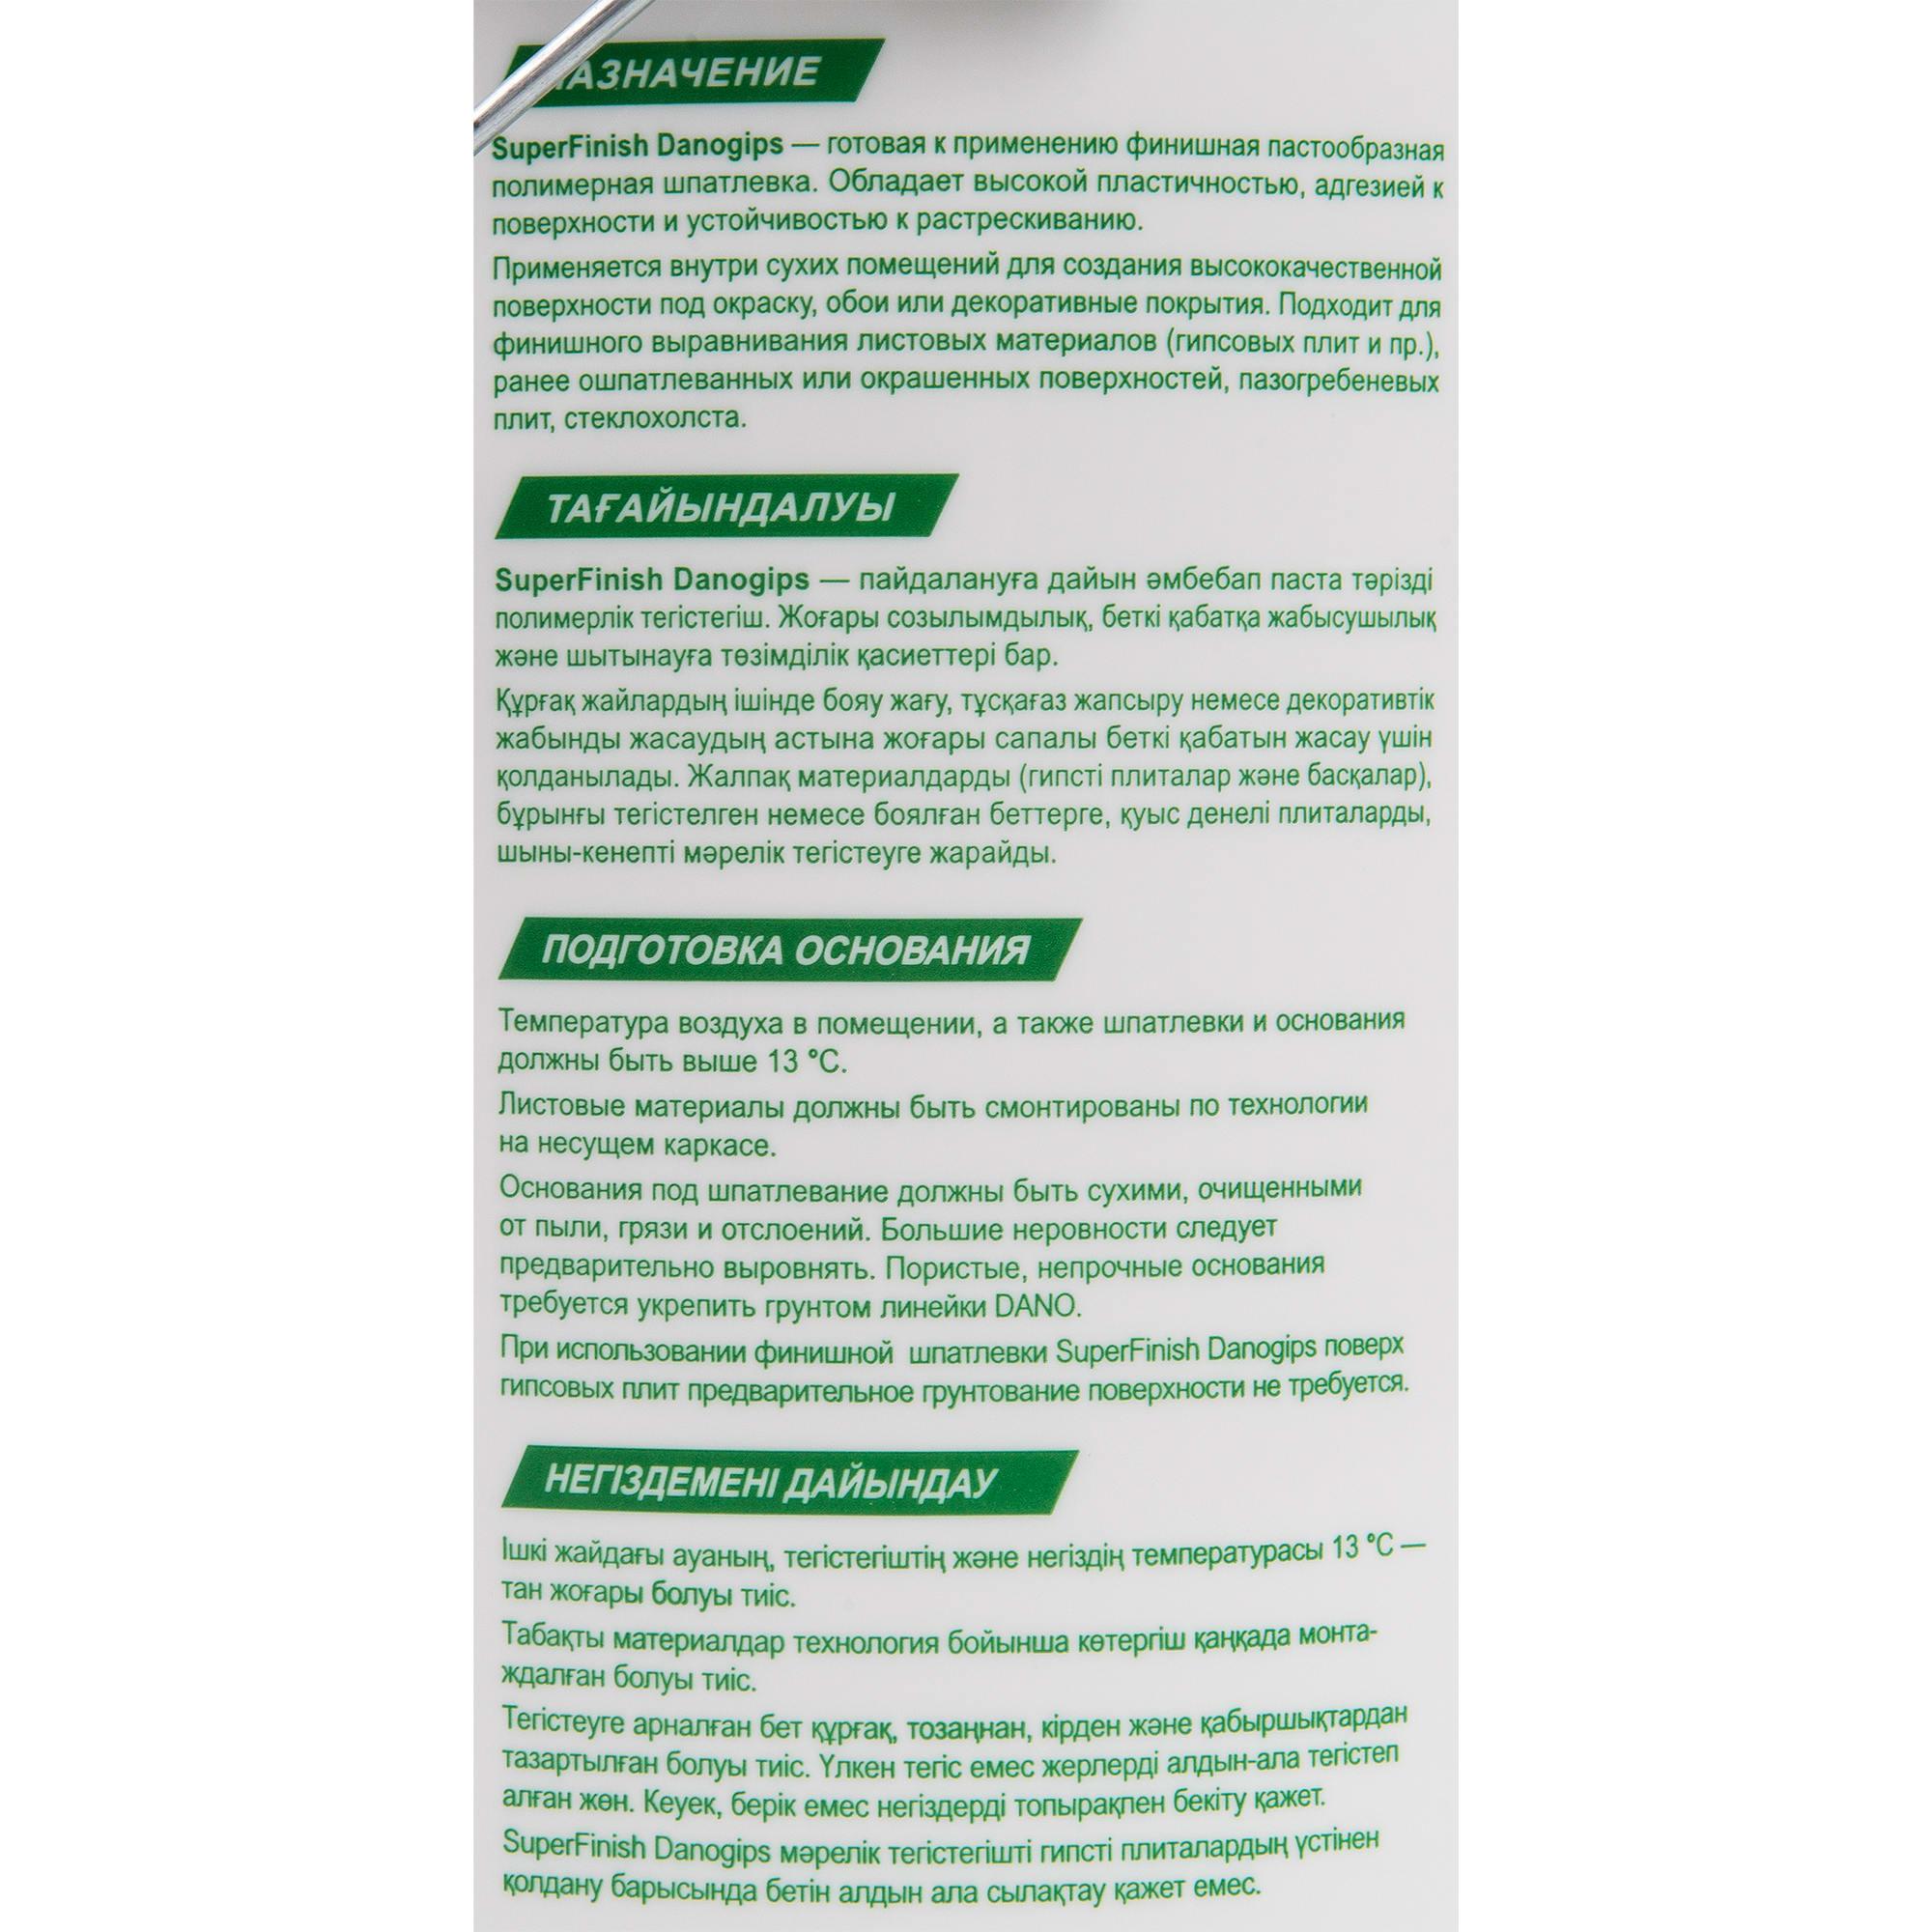 НАЗНАЧЕНИЕ
SuperFinish Danogips — готовая к применению финишная пастообразная
полимерная шпатлевка. Обладает высокой пластичностью, адгезией к
поверхности и устойчивостью к растрескиванию.
Применяется внутри сухих помещений для создания высококачественной
поверхности под окраску, обои или декоративные покрытия. Подходит для
финишного выравнивания листовых материалов (гипсовых плит и пр.),
ранее ошпатлеванных или окрашенных поверхностей, пазогребеневых
плит, стеклохолста.
ТАҒАЙЫНДАЛУЫ
SuperFinish Danogips — пайдалануға дайын әмбебап паста тәрізді
полимерлік тегістегіш. Жоғары созылымдылық, беткі қабатқа жабысушылық
және шытынауға төзімділік қасиеттері бар.
Құрғақ жайлардың ішінде бояу жағу, тұсқағаз жапсыру немесе декоративтік
жабынды жасаудың астына жоғары сапалы беткі қабатын жасау үшін
қолданылады. Жалпақ материалдарды (гипсті плиталар және басқалар),
бұрынғы тегістелген немесе боялған беттерге, қуыс денелі плиталарды,
шыны-кенепті мәрелік тегістеуге жарайды.
ПОДГОТОВКА ОСНОВАНИЯ
Температура воздуха в помещении, а также шпатлевки и основания
должны быть выше 13 °С.
Листовые материалы должны быть смонтированы по технологии
на несущем каркасе.
Основания под шпатлевание должны быть сухими, очищенными
от пыли, грязи и отслоений. Большие неровности следует
предварительно выровнять. Пористые, непрочные основания
требуется укрепить грунтом линейки DANO.
При использовании финишной шпатлевки SuperFinish Danogips поверх
гипсовых плит предварительное грунтование поверхности не требуется.
НЕГІЗДЕМЕНІ ДАЙЫНДАУ
Ішкі жайдағы ауаның, тегістегіштің және негіздің температурасы 13 °С —
тан жоғары болуы тиіс.
Табақты материалдар технология бойынша көтергіш қаңқада монта-
ждалған болуы тиіс.
Тегістеуге арналған бет құрғақ, тозаңнан, кірден және қабыршықтардан
тазартылған болуы тиіс. Үлкен тегіс емес жерлерді алдын-ала тегістеп
алған жөн. Кеуек, берік емес негіздерді топырақпен бекіту қажет.
SuperFinish Danogips мәрелік тегістегішті гипсті плиталардың үстінен
қолдану барысында бетін алдын ала сылақтау қажет емес.